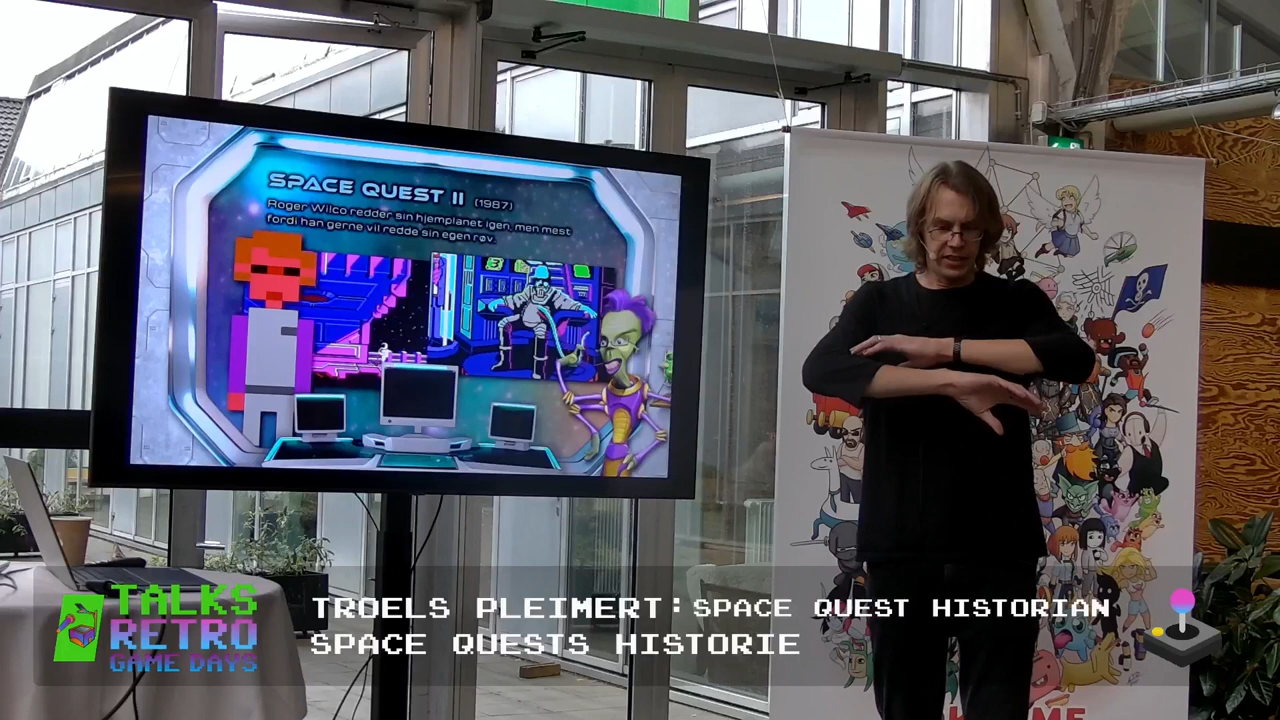 SPACE QUEST II (1987)
Roger Wilco redder sin hjemplanet igen, men mest
fordi han gerne vil redde sin egen røv.
TALKS
RETRO
GAME DAYS
TROELS PLEIMERT: SPACE QUEST HISTORIAN
SPACE QUESTS HISTORIE